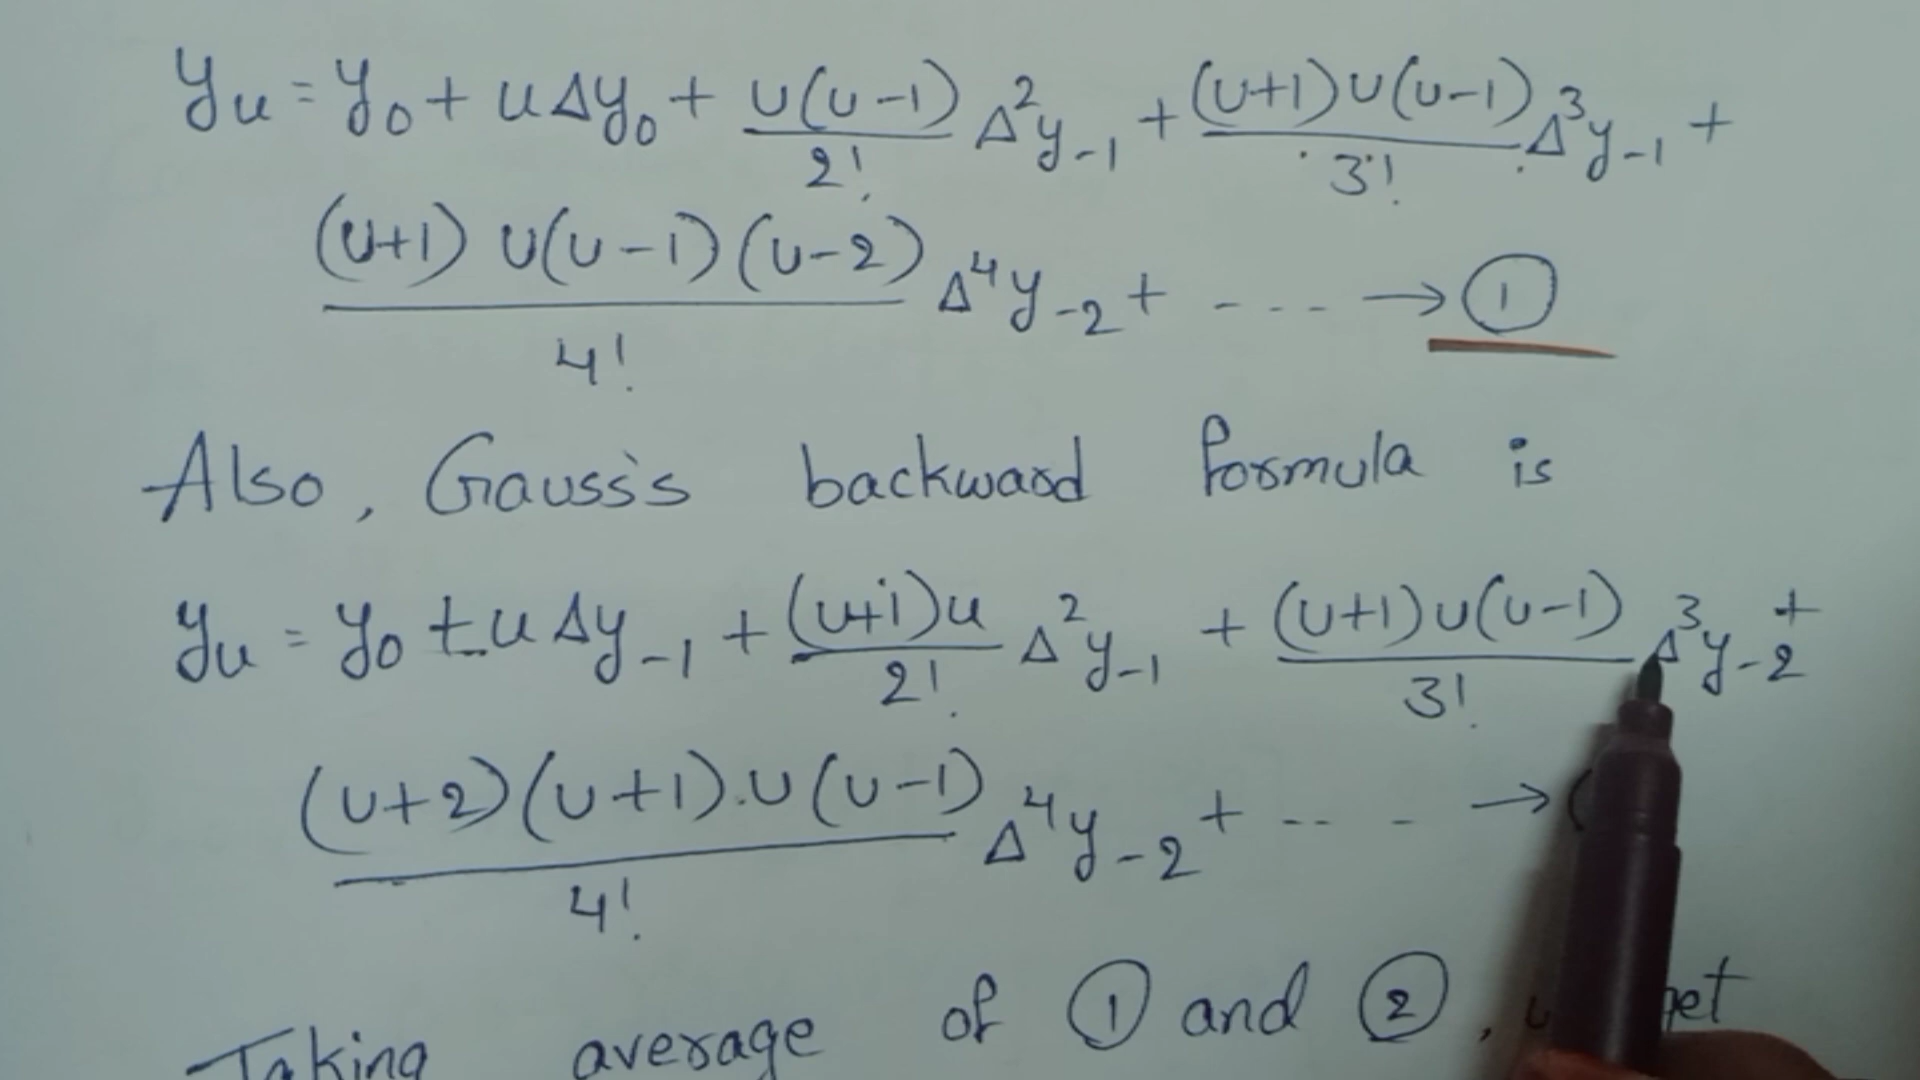 yᵤ = y₀ + uΔy₀ + U(U-1)/2! Δ²y₋₁ + (U+1)U(U-1)/3! Δ³y₋₁ +
(U+1) U(U-1)(U-2)/4! Δ⁴y₋₂ + ---- → ①
Also, Gauss's backward formula is
yᵤ = y₀ + uΔy₋₁ + (U+1)u/2! Δ²y₋₁ + (U+1)U(U-1)/3! Δ³y₋₂ +
(U+2)(U+1).U(U-1)/4! Δ⁴y₋₂ + --- →
Taking average of ① and ②, get